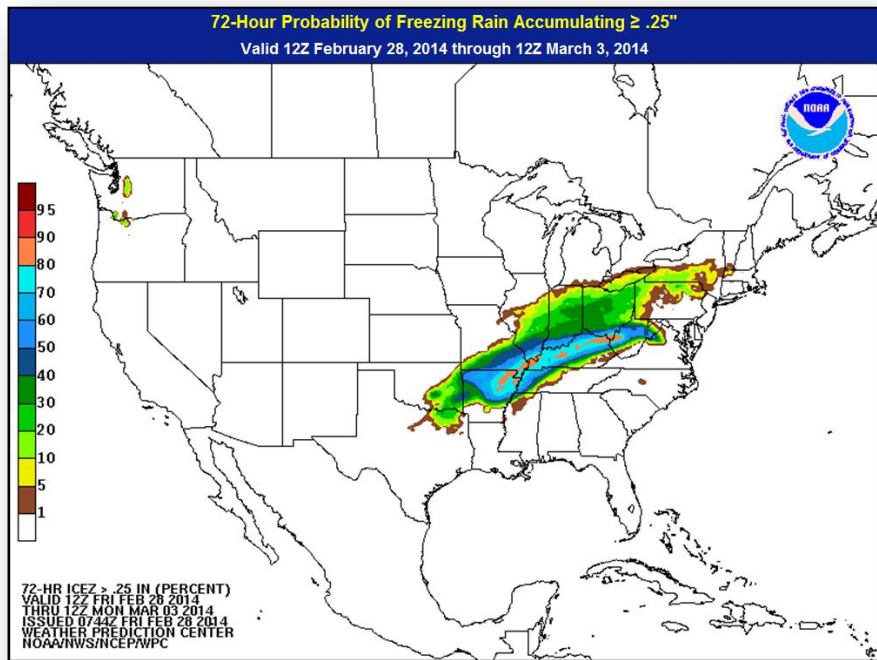 72-Hour Probability of Freezing Rain Accumulating ≥ .25"
Valid 12Z February 28, 2014 through 12Z March 3, 2014
NOAA
95
90
80
70
60
50
40
30
20
10
5
1
72-HR ICEZ > .25 IN (PERCENT)
VALID 12Z FRI FEB 28 2014
THRU 12Z MON MAR 03 2014
ISSUED 0744Z FRI FEB 28 2014
WEATHER PREDICTION CENTER
NOAA/NWS/NCEP/WPC